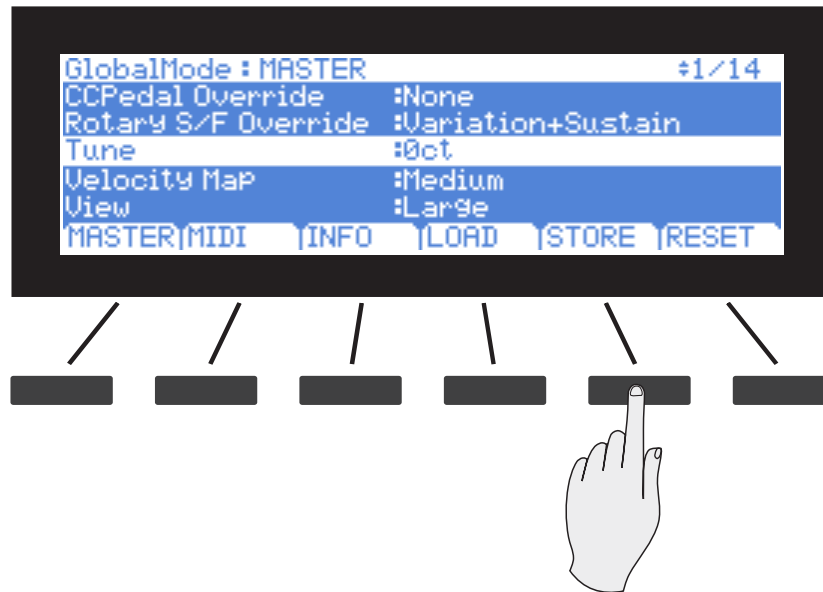 GlobalMode : MASTER ÷1/14
CCPedal Override :None
Rotary S/F Override :Variation+Sustain
Tune :0ct
Velocity Map :Medium
View :Large
MASTER MIDI INFO LOAD STORE RESET